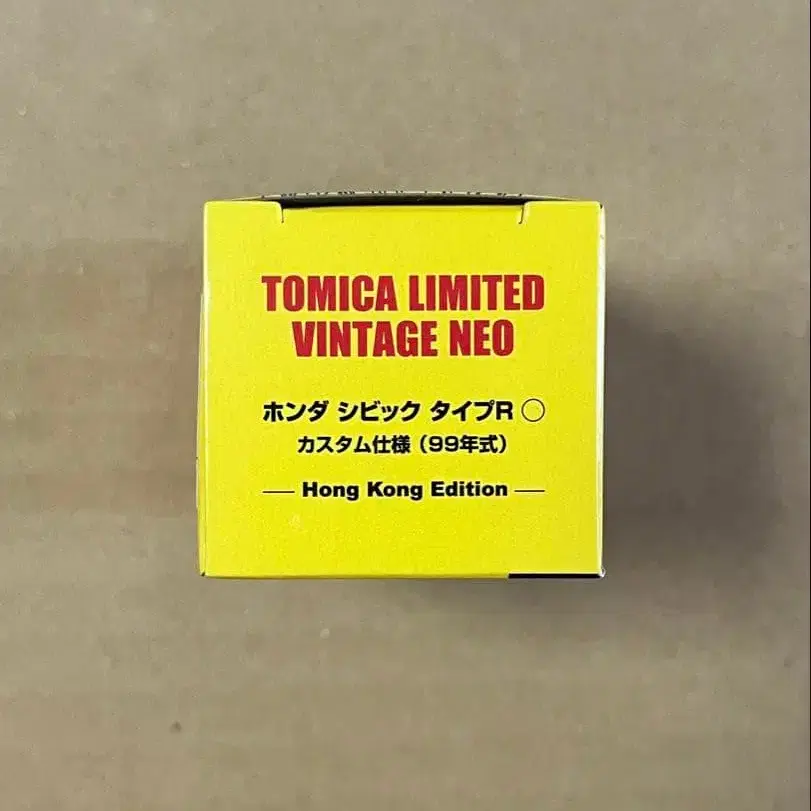 TOMICA LIMITED
VINTAGE NEO
ホンダ シビック タイプR ○
カスタム仕様（99年式）
— Hong Kong Edition —